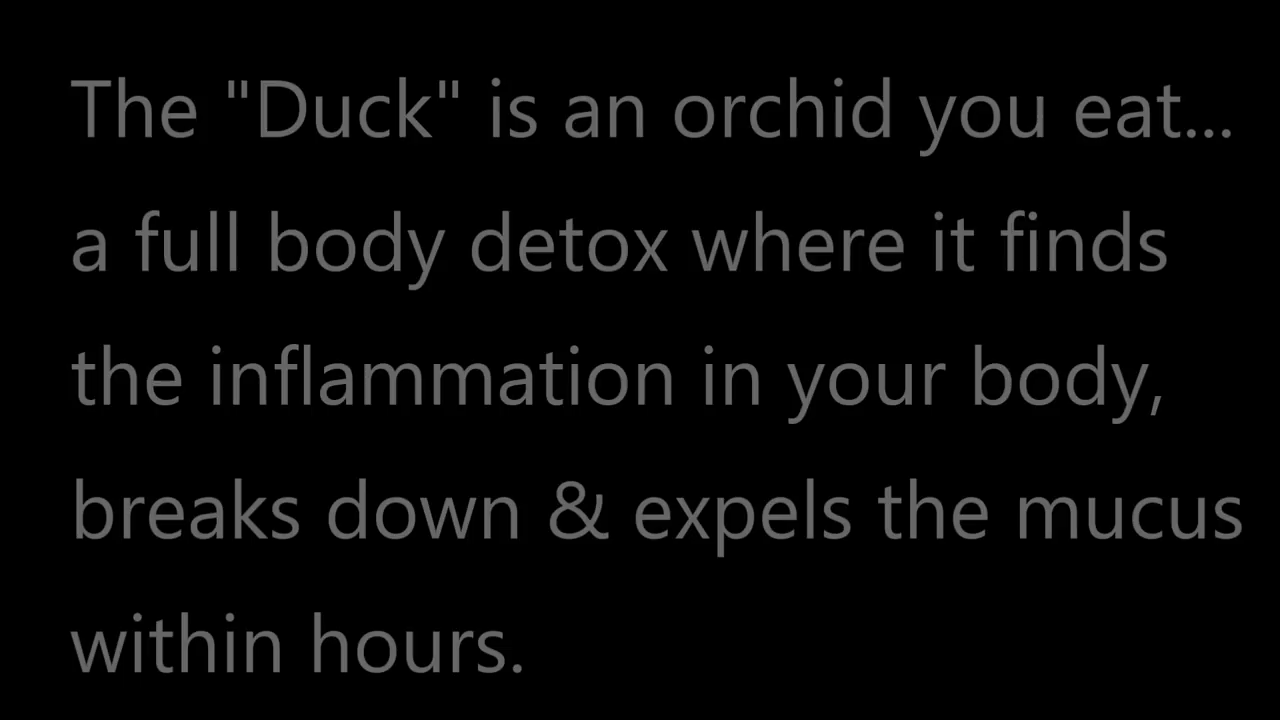 The "Duck" is an orchid you eat...
a full body detox where it finds
the inflammation in your body,
breaks down & expels the mucus
within hours.